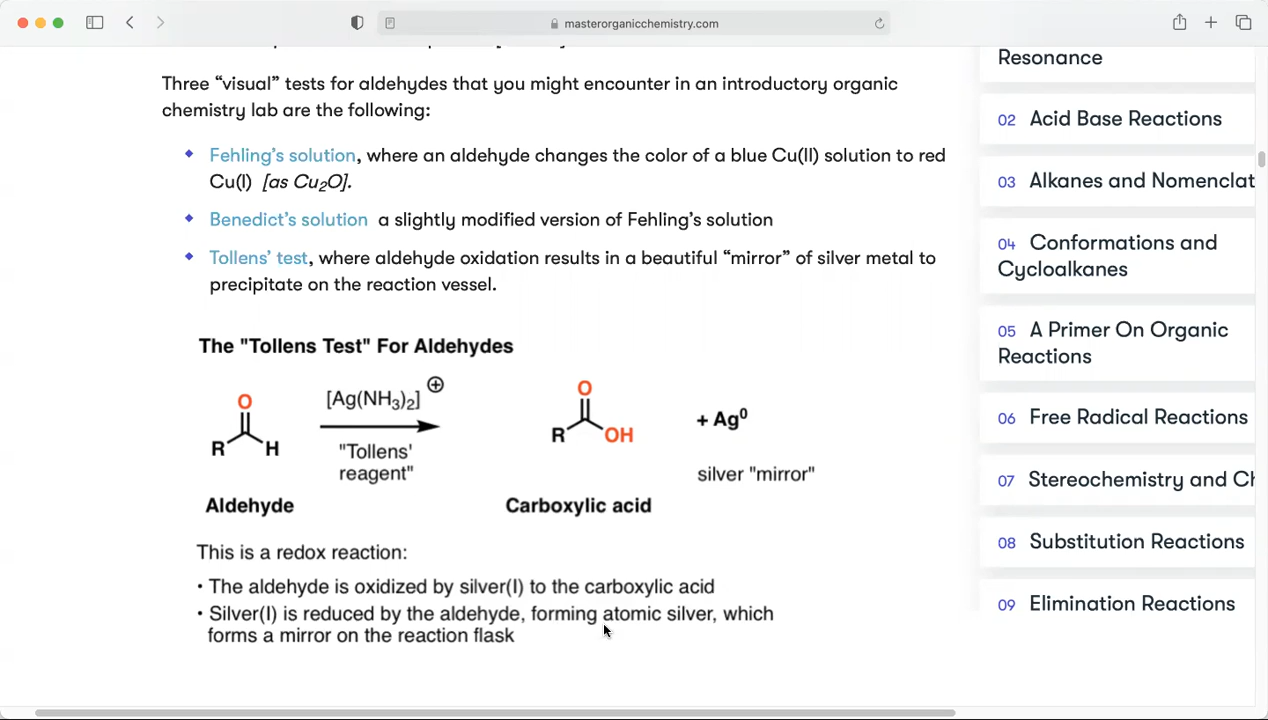 masterorganicchemistry.com
Three “visual” tests for aldehydes that you might encounter in an introductory organic
chemistry lab are the following:
Fehling’s solution, where an aldehyde changes the color of a blue Cu(II) solution to red
Cu(I) [as Cu₂O].
Benedict’s solution a slightly modified version of Fehling’s solution
Tollens’ test, where aldehyde oxidation results in a beautiful “mirror” of silver metal to
precipitate on the reaction vessel.
The "Tollens Test" For Aldehydes
O
R
H
[Ag(NH₃)₂]
⊕
"Tollens'
reagent"
O
R
OH
+ Ag⁰
silver "mirror"
Aldehyde
Carboxylic acid
This is a redox reaction:
· The aldehyde is oxidized by silver(I) to the carboxylic acid
· Silver(I) is reduced by the aldehyde, forming atomic silver, which
forms a mirror on the reaction flask
Resonance
02 Acid Base Reactions
03 Alkanes and Nomenclat
04 Conformations and
Cycloalkanes
05 A Primer On Organic
Reactions
06 Free Radical Reactions
07 Stereochemistry and Ch
08 Substitution Reactions
09 Elimination Reactions